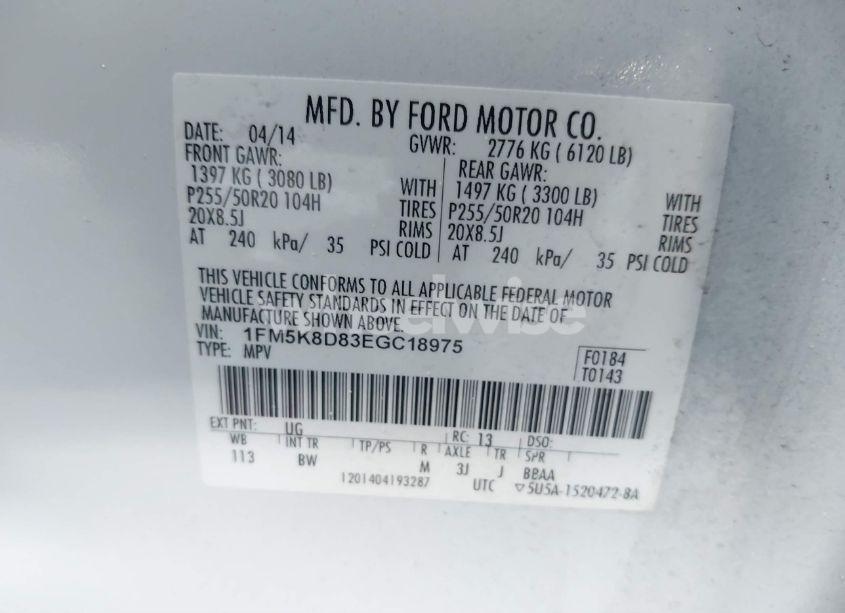 MFD. BY FORD MOTOR CO.
DATE: 04/14 GVWR: 2776 KG ( 6120 LB)
FRONT GAWR: REAR GAWR:
1397 KG ( 3080 LB) WITH 1497 KG ( 3300 LB) WITH
P255/50R20 104H TIRES P255/50R20 104H TIRES
20X8.5J RIMS 20X8.5J RIMS
AT 240 kPa/ 35 PSI COLD AT 240 kPa/ 35 PSI COLD
THIS VEHICLE CONFORMS TO ALL APPLICABLE FEDERAL MOTOR
VEHICLE SAFETY STANDARDS IN EFFECT ON THE DATE OF
MANUFACTURE SHOWN ABOVE.
VIN: 1FM5K8D83EGC18975
TYPE: MPV
F0184
T0143
EXT PNT: UG RC: 13 DSO:
WB INT TR TP/PS R AXLE TR SPR
113 BW M 3J J BBAA
1201404193287 UTC ▽5U5A-1520472-BA